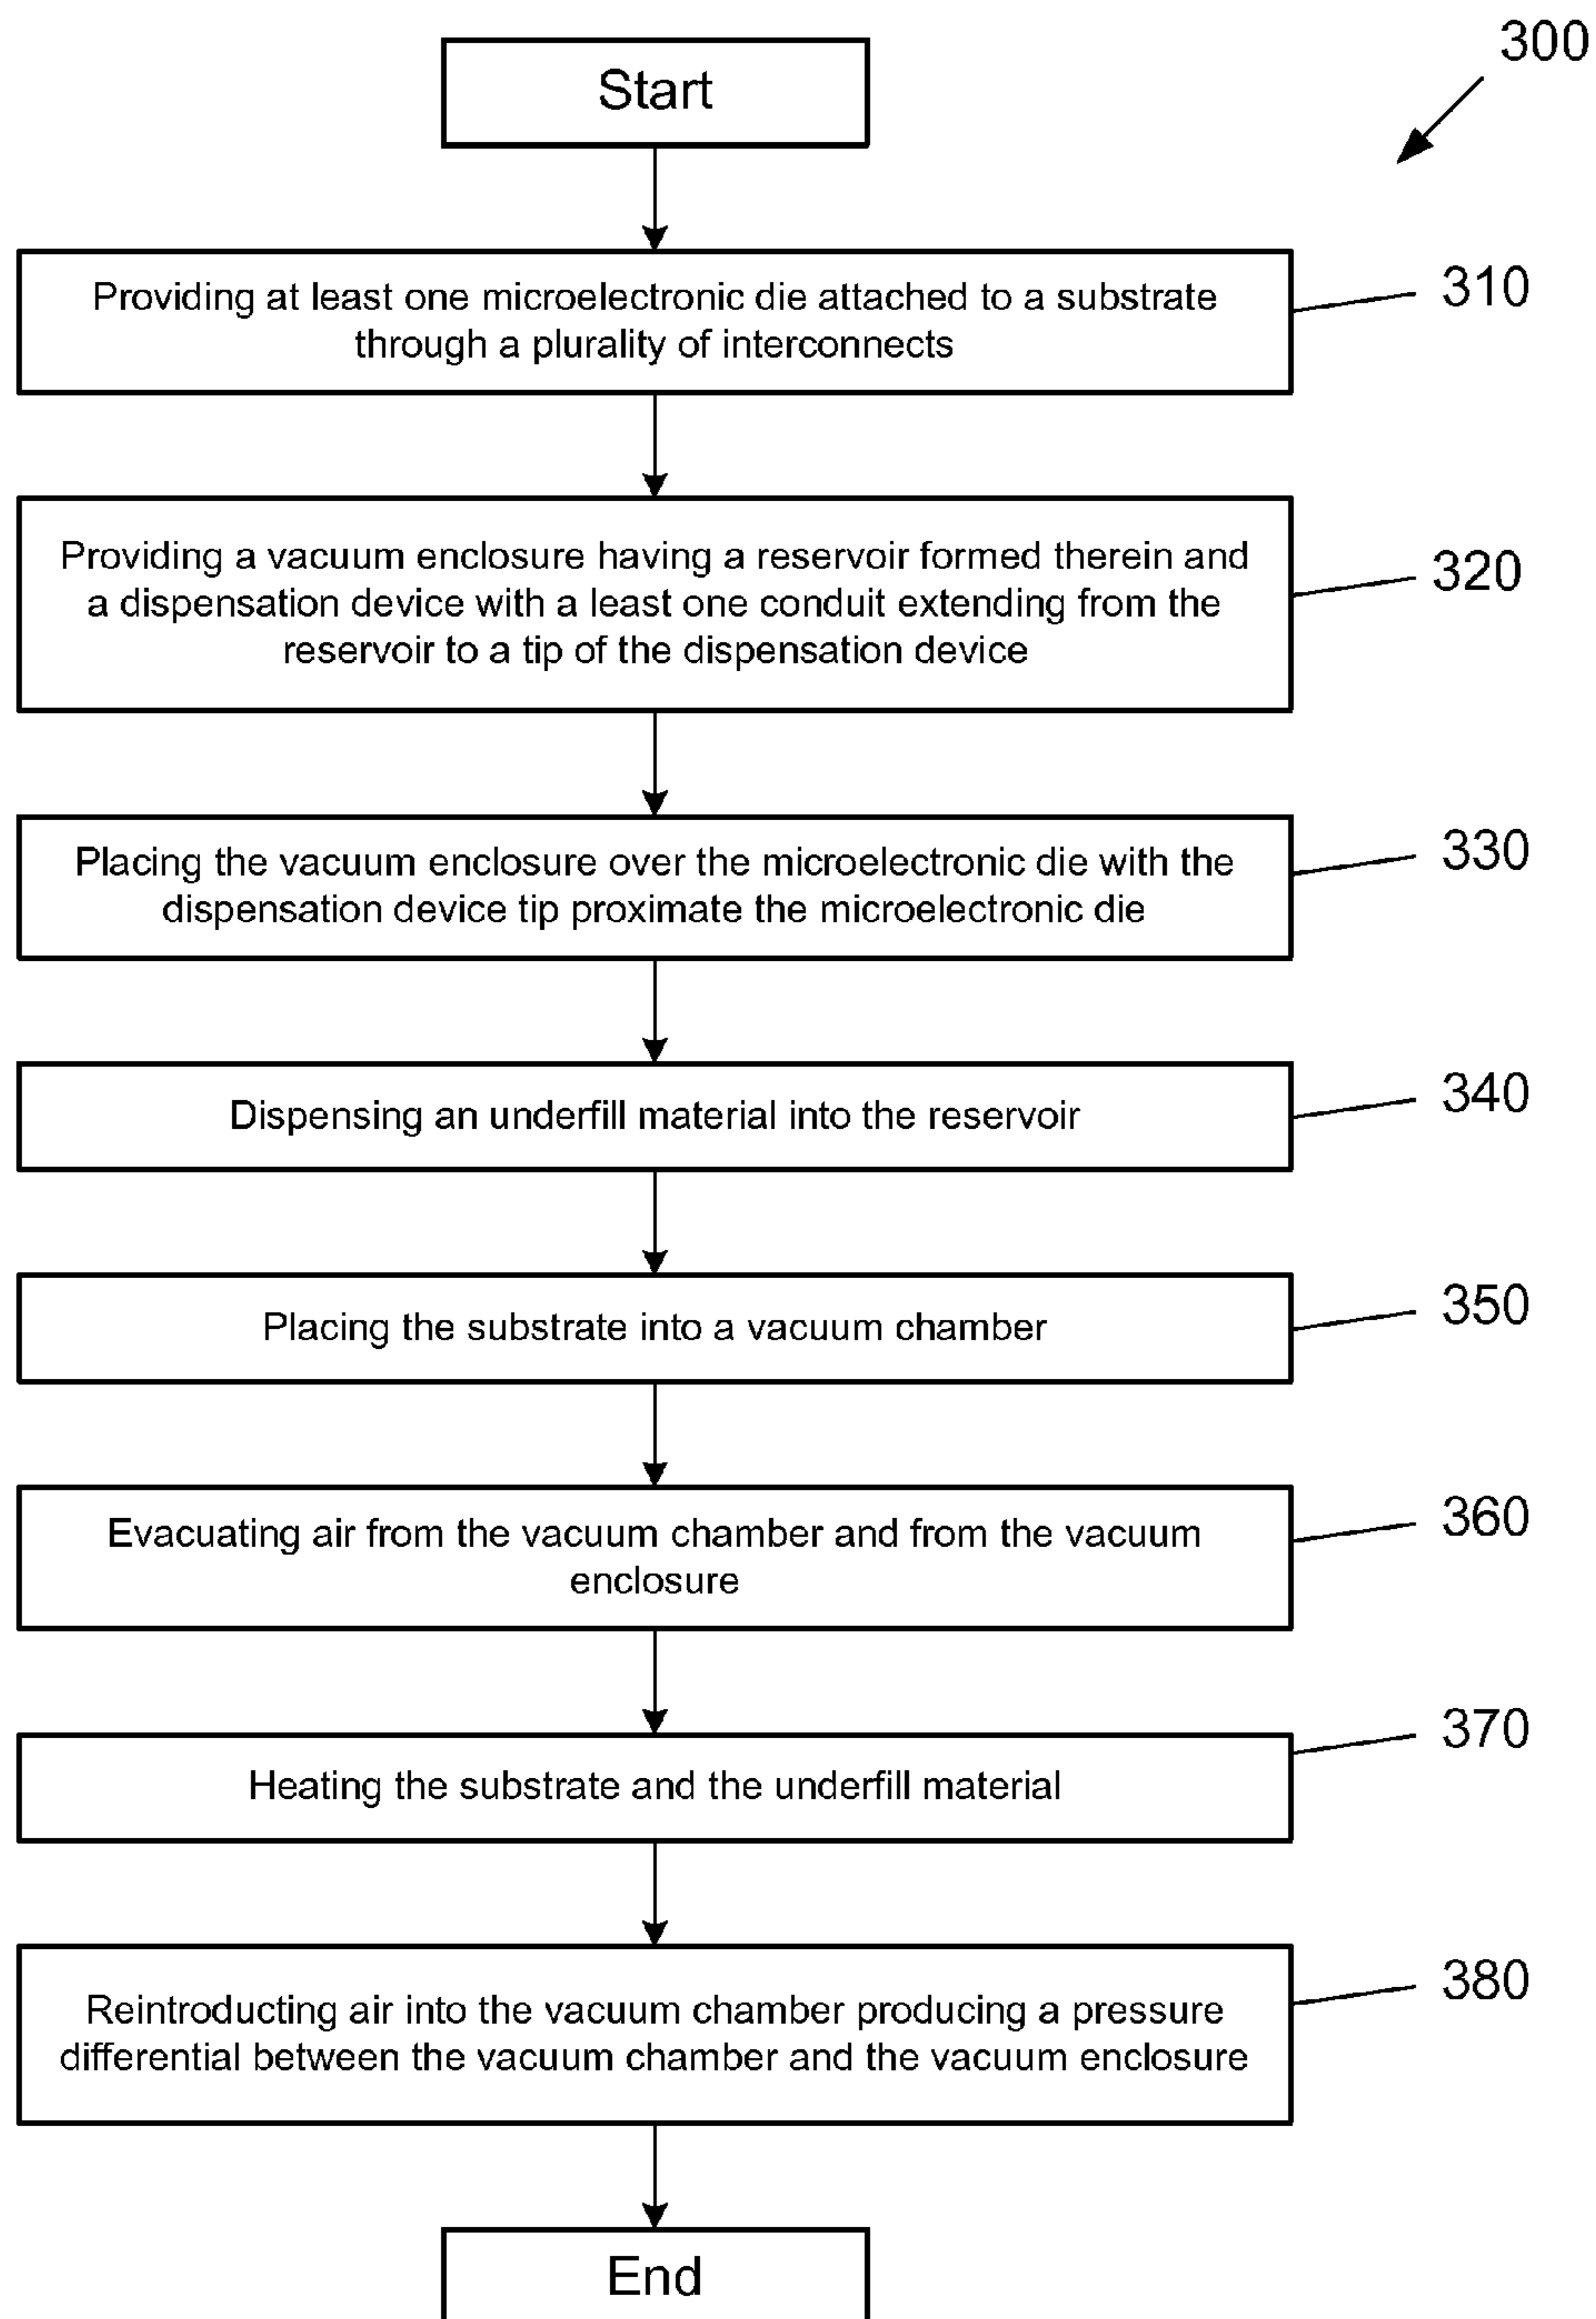 300
Start
Providing at least one microelectronic die attached to a substrate
through a plurality of interconnects
310
Providing a vacuum enclosure having a reservoir formed therein and
a dispensation device with a least one conduit extending from the
reservoir to a tip of the dispensation device
320
Placing the vacuum enclosure over the microelectronic die with the
dispensation device tip proximate the microelectronic die
330
Dispensing an underfill material into the reservoir
340
Placing the substrate into a vacuum chamber
350
Evacuating air from the vacuum chamber and from the vacuum
enclosure
360
Heating the substrate and the underfill material
370
Reintroducting air into the vacuum chamber producing a pressure
differential between the vacuum chamber and the vacuum enclosure
380
End